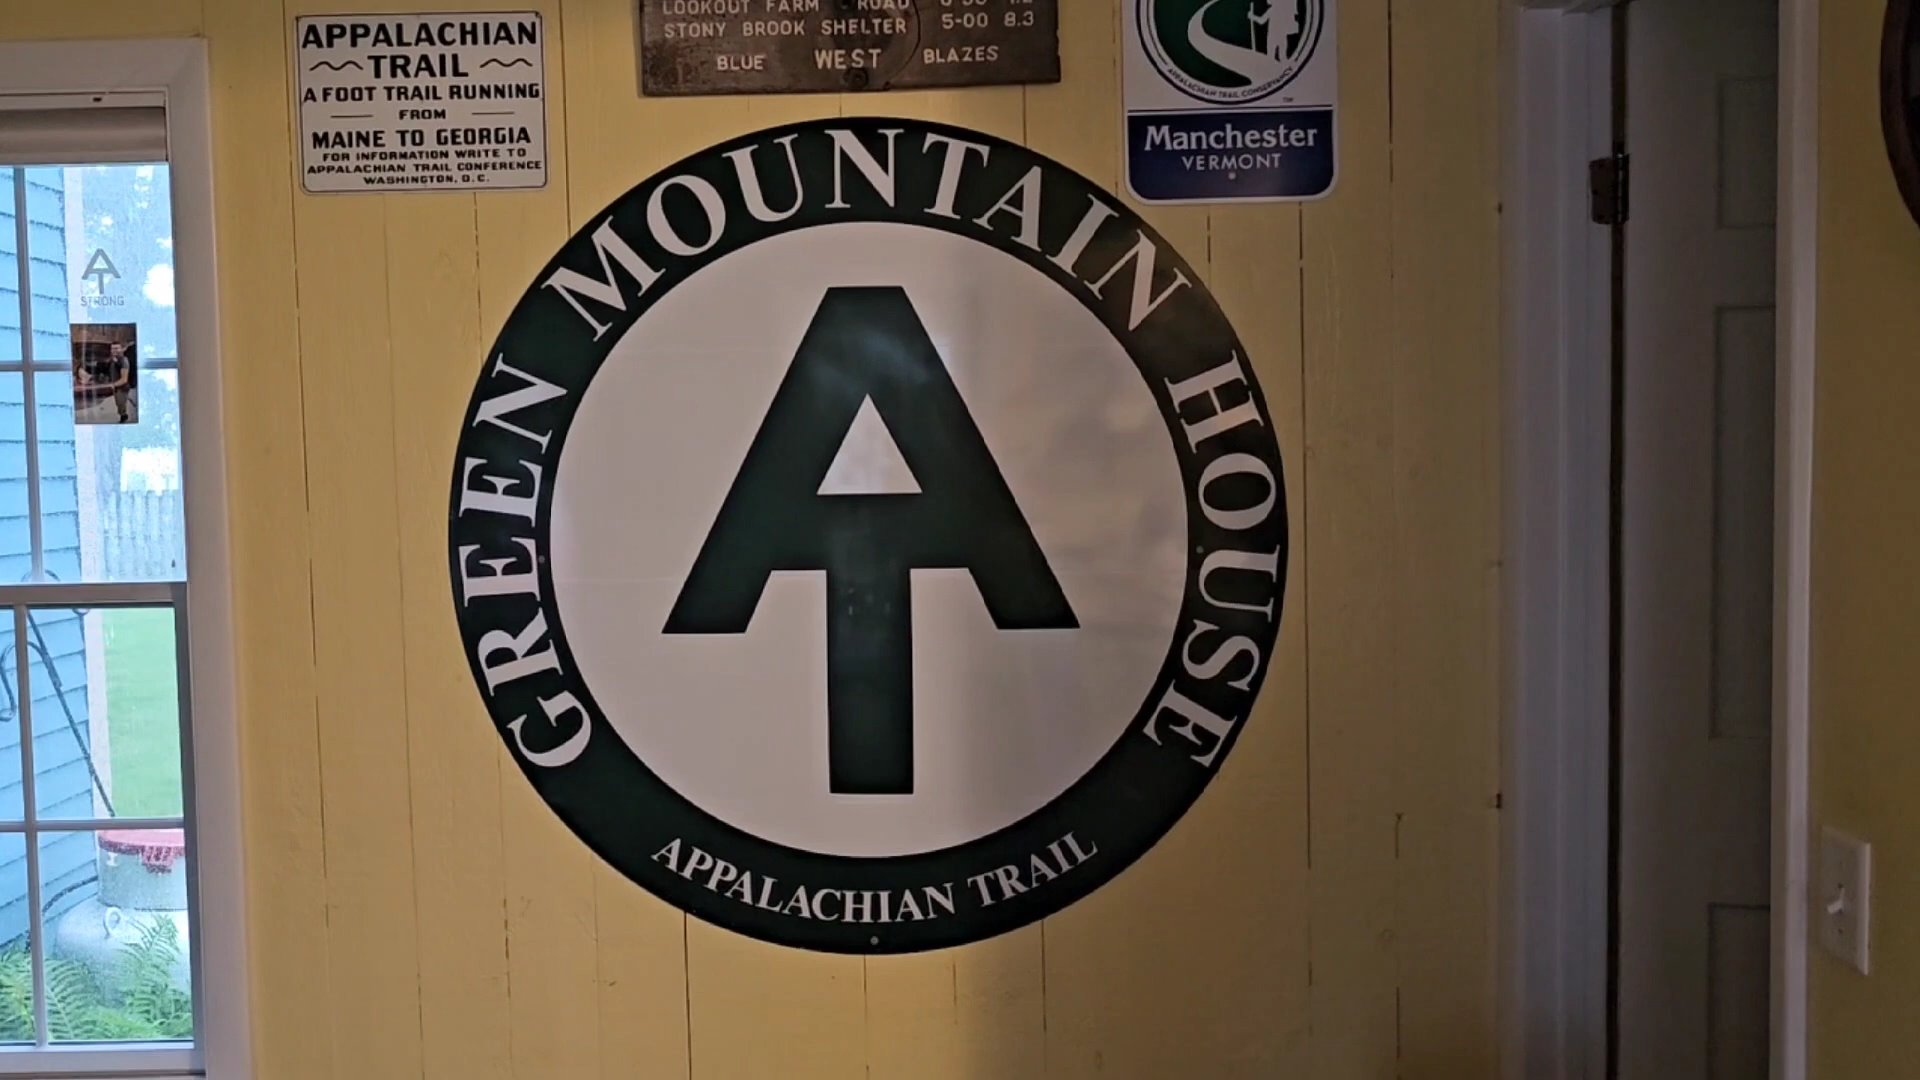 APPALACHIAN
TRAIL
A FOOT TRAIL RUNNING
FROM
MAINE TO GEORGIA
FOR INFORMATION WRITE TO
APPALACHIAN TRAIL CONFERENCE
WASHINGTON, D.C.
LOOKOUT FARM ROAD
STONY BROOK SHELTER 5-00 8.3
BLUE WEST BLAZES
APPALACHIAN TRAIL CONSERVANCY
TM
Manchester
VERMONT
GREEN MOUNTAIN HOUSE
AT
APPALACHIAN TRAIL
AT
STRONG